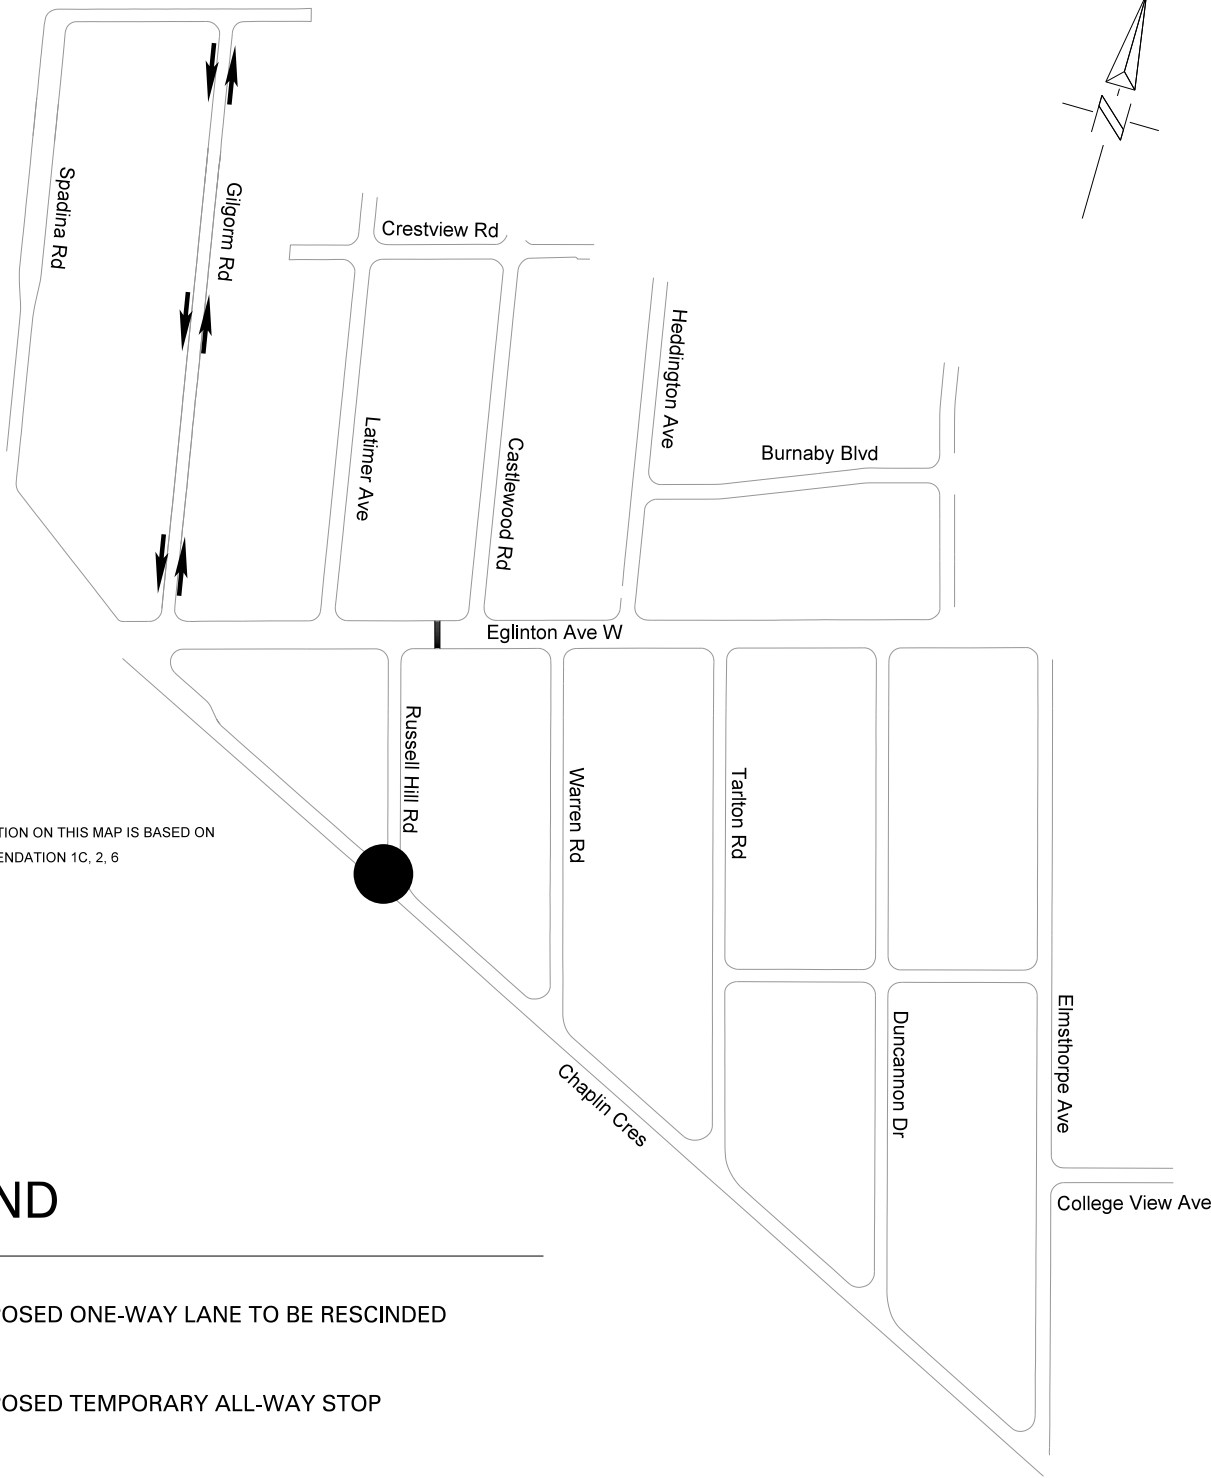 N
Crestview Rd
Spadina Rd
Gilgorm Rd
Heddington Ave
Latimer Ave
Castlewood Rd
Burnaby Blvd
Eglinton Ave W
Russell Hill Rd
Warren Rd
Tarlton Rd
TION ON THIS MAP IS BASED ON
ENDATION 1C, 2, 6
Elmsthorpe Ave
Duncannon Dr
Chaplin Cres
College View Ave
ND
OSED ONE-WAY LANE TO BE RESCINDED
OSED TEMPORARY ALL-WAY STOP